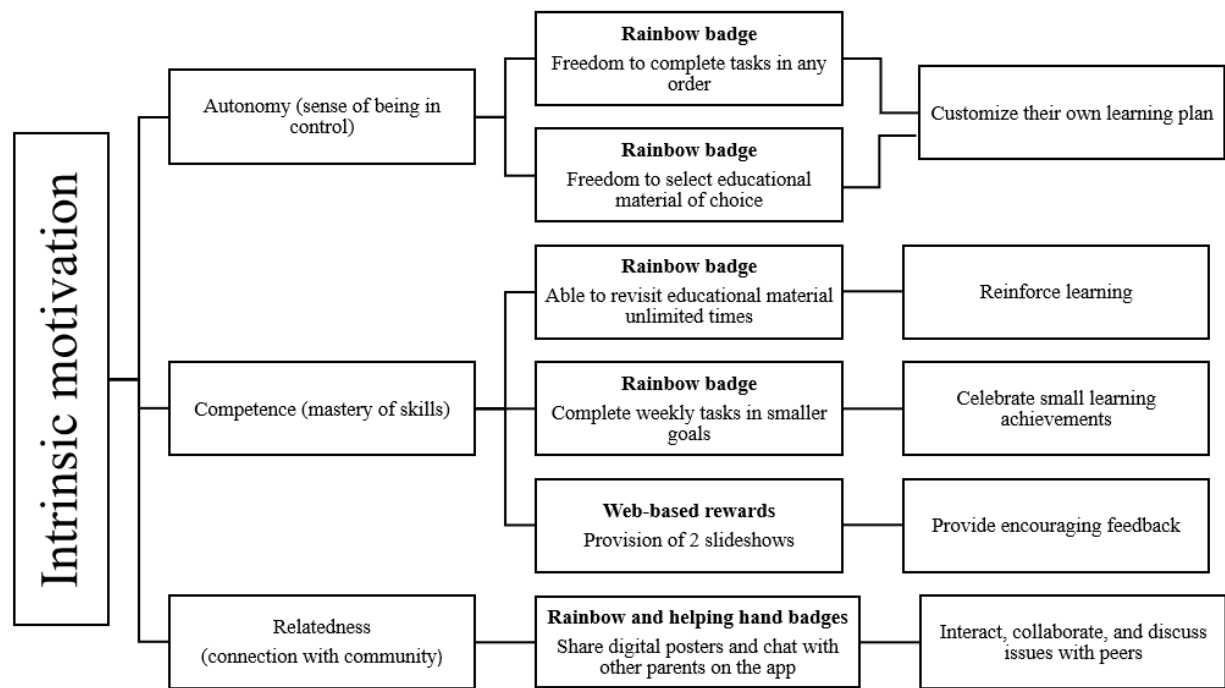 Intrinsic motivation
Autonomy (sense of being in
control)
Rainbow badge
Freedom to complete tasks in any
order
Rainbow badge
Freedom to select educational
material of choice
Customize their own learning plan
Competence (mastery of skills)
Rainbow badge
Able to revisit educational material
unlimited times
Reinforce learning
Rainbow badge
Complete weekly tasks in smaller
goals
Celebrate small learning
achievements
Web-based rewards
Provision of 2 slideshows
Provide encouraging feedback
Relatedness
(connection with community)
Rainbow and helping hand badges
Share digital posters and chat with
other parents on the app
Interact, collaborate, and discuss
issues with peers